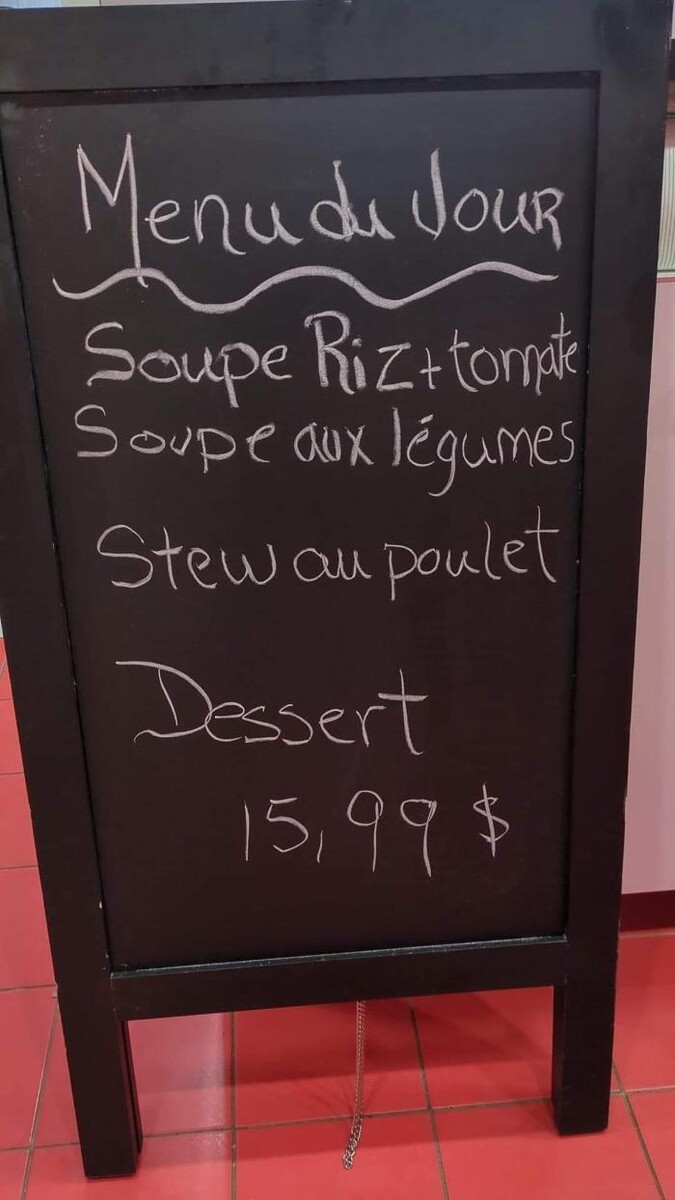 Menu du Jour
Soupe Riz + tomate
Soupe aux légumes
Stew au poulet
Dessert
15,99 $